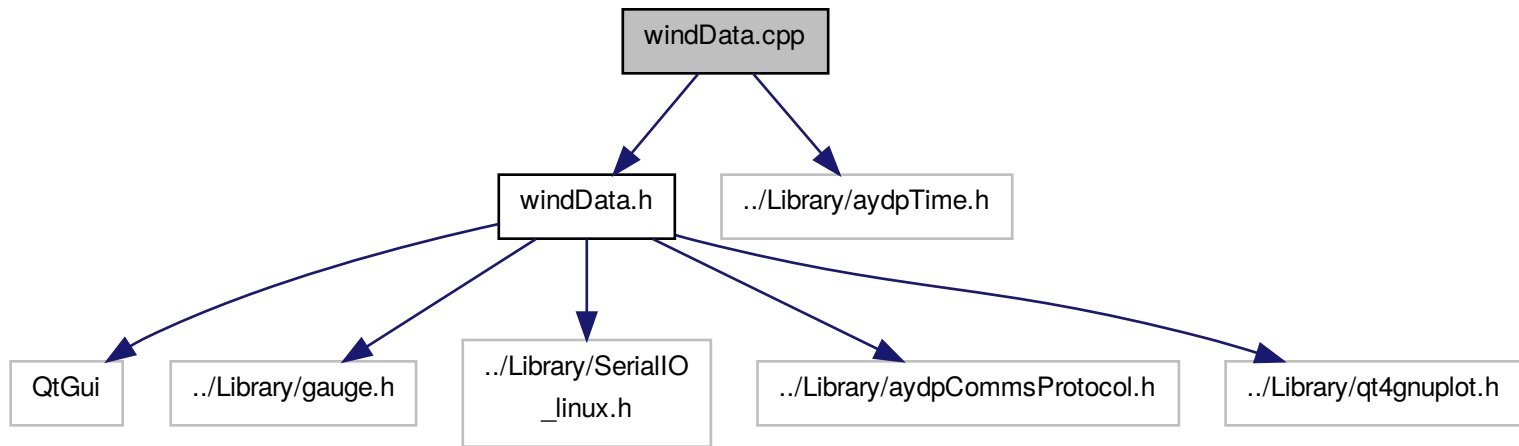 windData.cpp
windData.h
../Library/aydpTime.h
QtGui
../Library/gauge.h
../Library/SerialIO
_linux.h
../Library/aydpCommsProtocol.h
../Library/qt4gnuplot.h